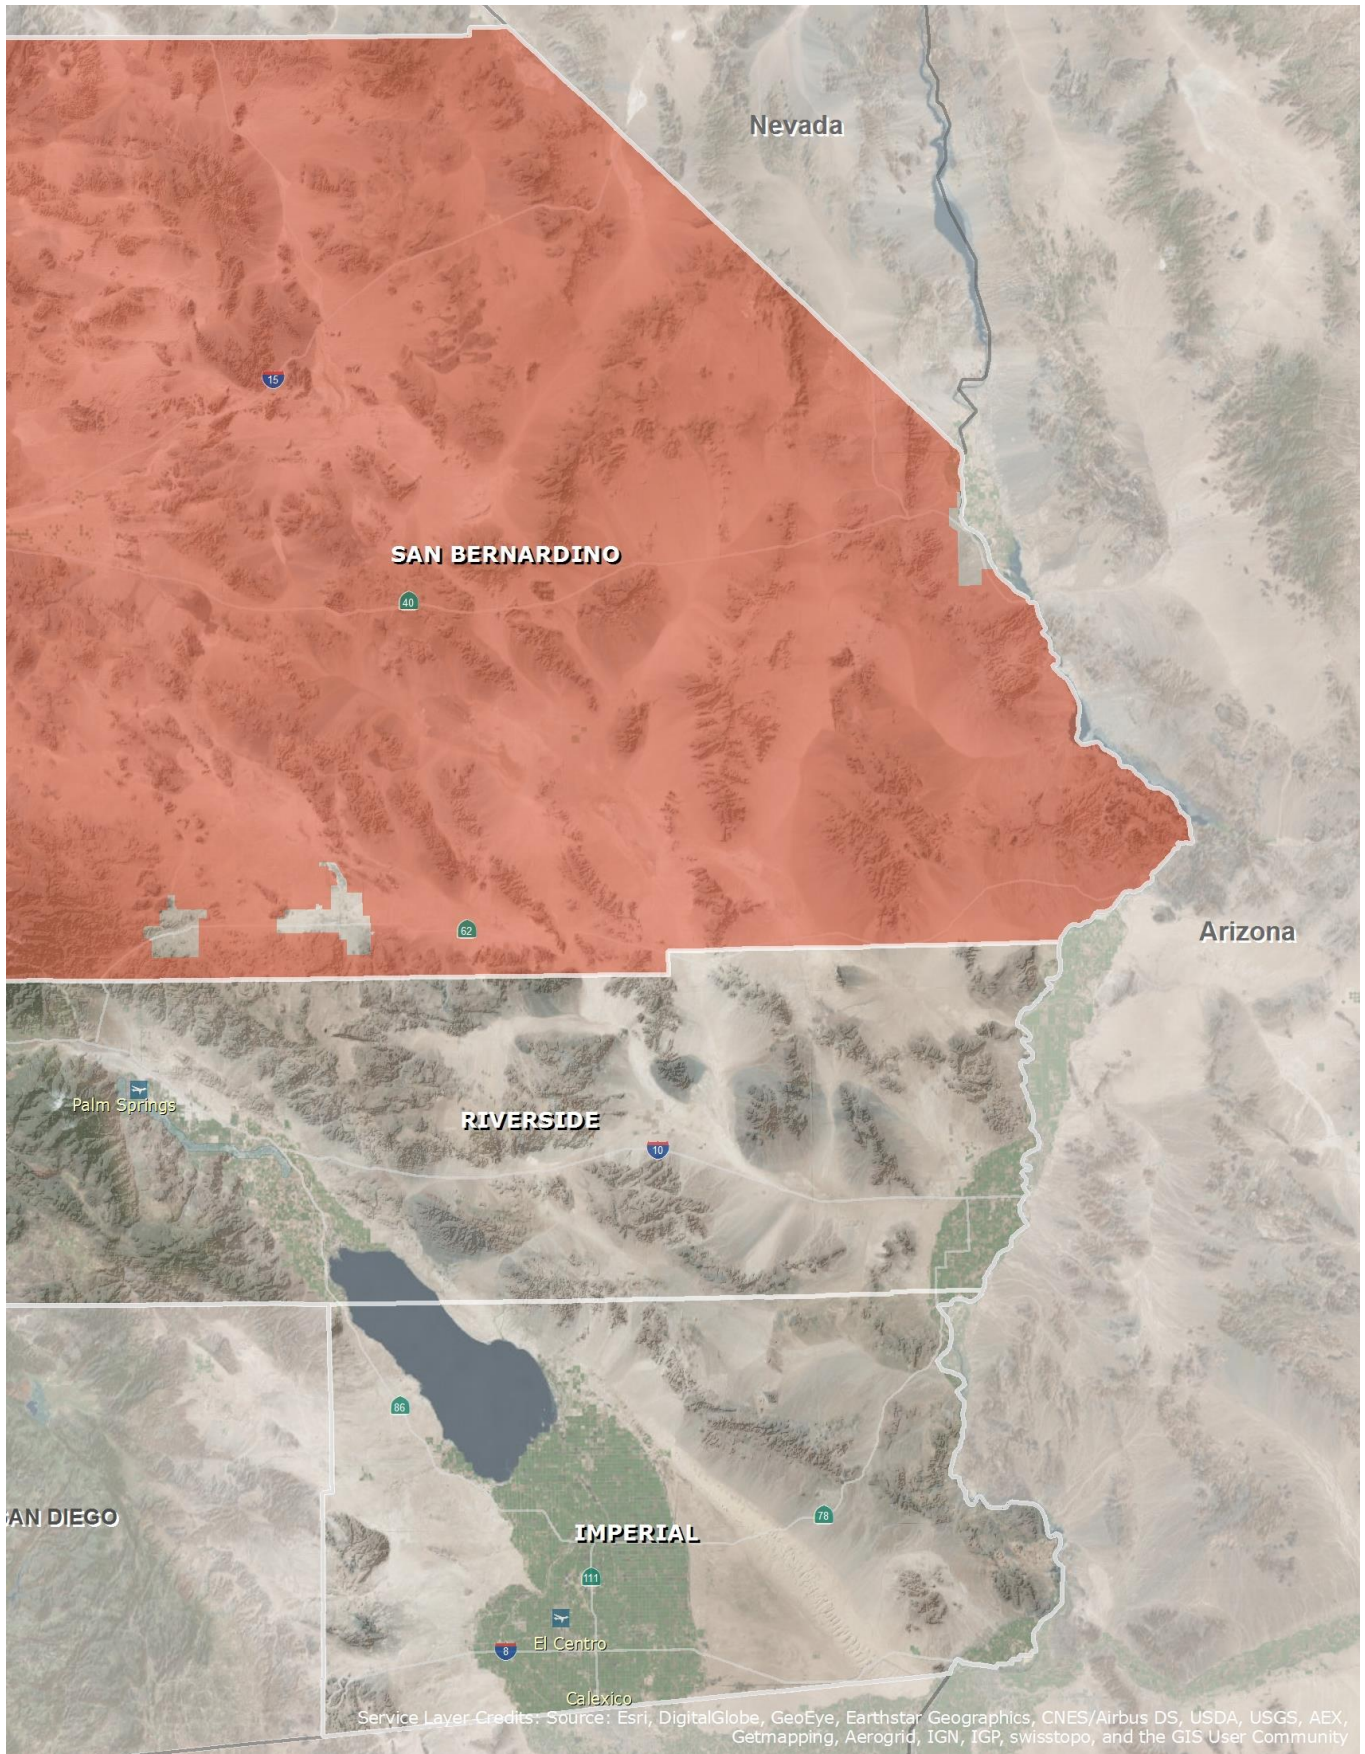 Nevada
15
SAN BERNARDINO
40
62
Arizona
Palm Springs
RIVERSIDE
10
86
SAN DIEGO
78
IMPERIAL
111
El Centro
8
Calexico
Service Layer Credits: Source: Esri, DigitalGlobe, GeoEye, Earthstar Geographics, CNES/Airbus DS, USDA, USGS, AEX,
Getmapping, Aerogrid, IGN, IGP, swisstopo, and the GIS User Community